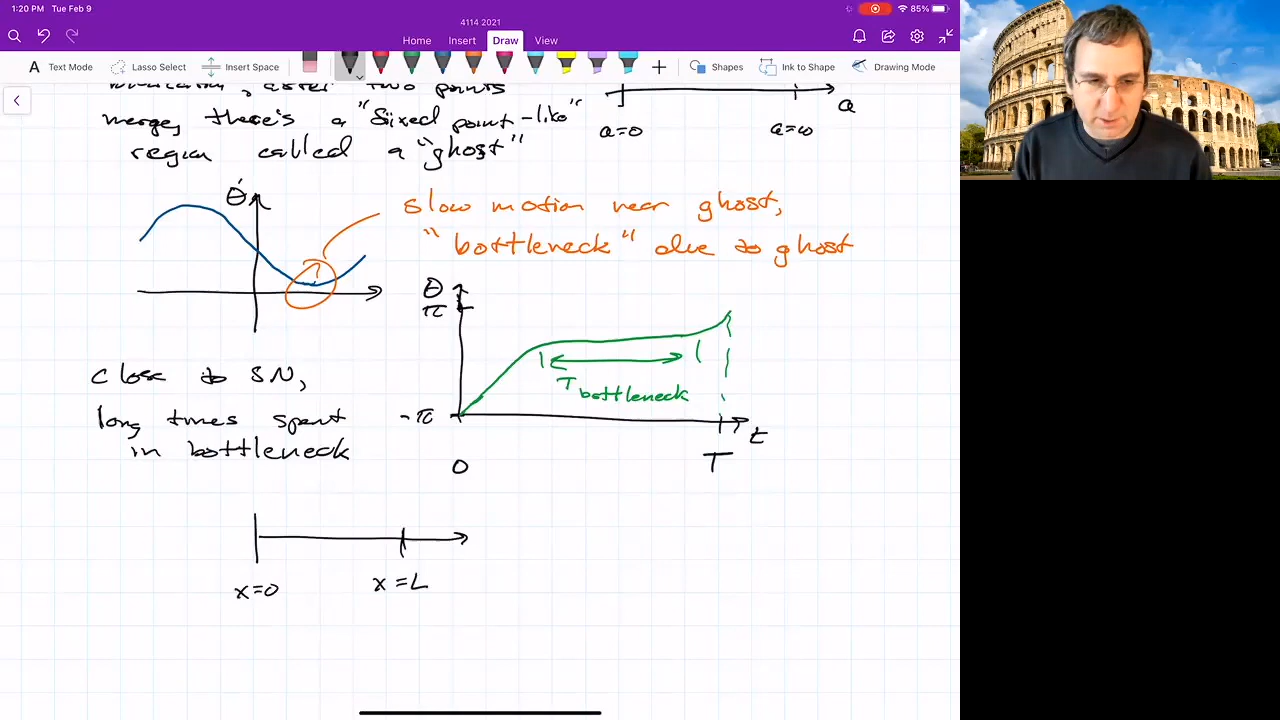 1:20 PM Tue Feb 9
85%
4114 2021
Home Insert Draw View
Text Mode Lasso Select Insert Space Shapes Ink to Shape Drawing Mode
two points
merge, there's a "fixed point-like"
region called a "ghost"
a
a=0 a=ω
θ̇
slow motion near ghost,
"bottleneck" due to ghost
θ
π
T bottleneck
-π
t
0 T
close to SN,
long times spent
in bottleneck
x=0 x=L